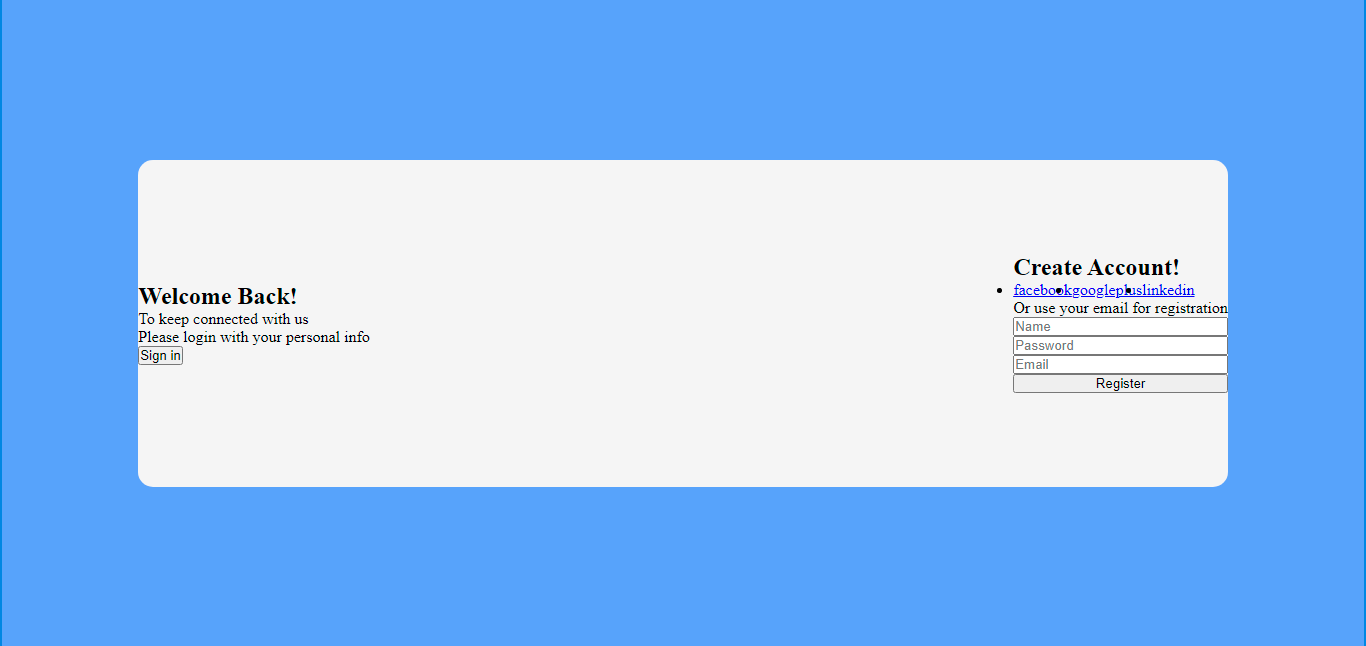 Welcome Back!
To keep connected with us
Please login with your personal info
Sign in
Create Account!
facebookgooglepluslinkedin
Or use your email for registration
Name
Password
Email
Register